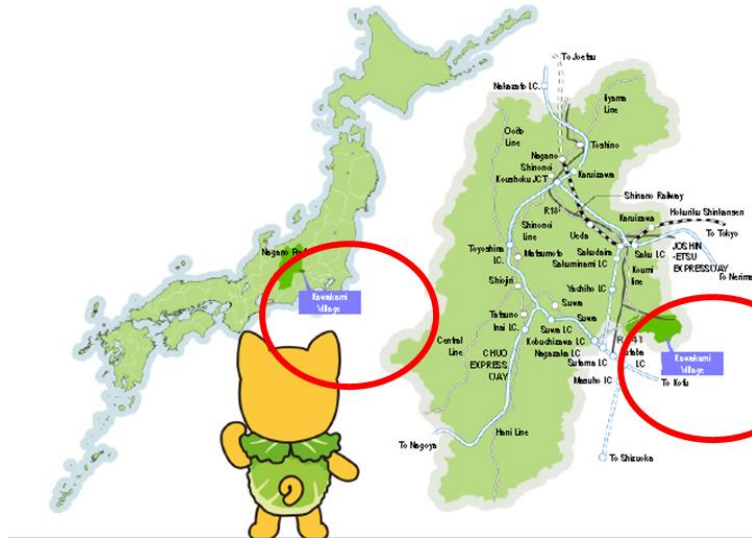 Nagano
Kawakami
Village
To Joetsu
Nakazato I.C.
Iiyama
Line
Ooito
Line
Toshino
Nagano
Shinonoi
Karuizawa
Koushoku JCT
Shinano Railway
R18
Karuizawa
Hokuriku Shinkansen
Shinonoi
Line
To Tokyo
Ueda
Toyoshina
I.C.
Matsumoto
Sakudaira
Saku I.C
JOSHIN
-ETSU
EXPRESSWAY
Sakuminami I.C
Koumi
line
To Nerima
Shiojiri
Yachiho I.C
Suwa
Tatsuno
Suwa
Inai I.C.
Suwa I.C
Kobuchizawa I.C
Central
Line
Nagazaka I.C
Kawakami
Village
CHUO
EXPRESS
WAY
Sutama I.C
I.C
Masuho I.C
To Kofu
To Nagoya
Hani Line
To Shizuoka